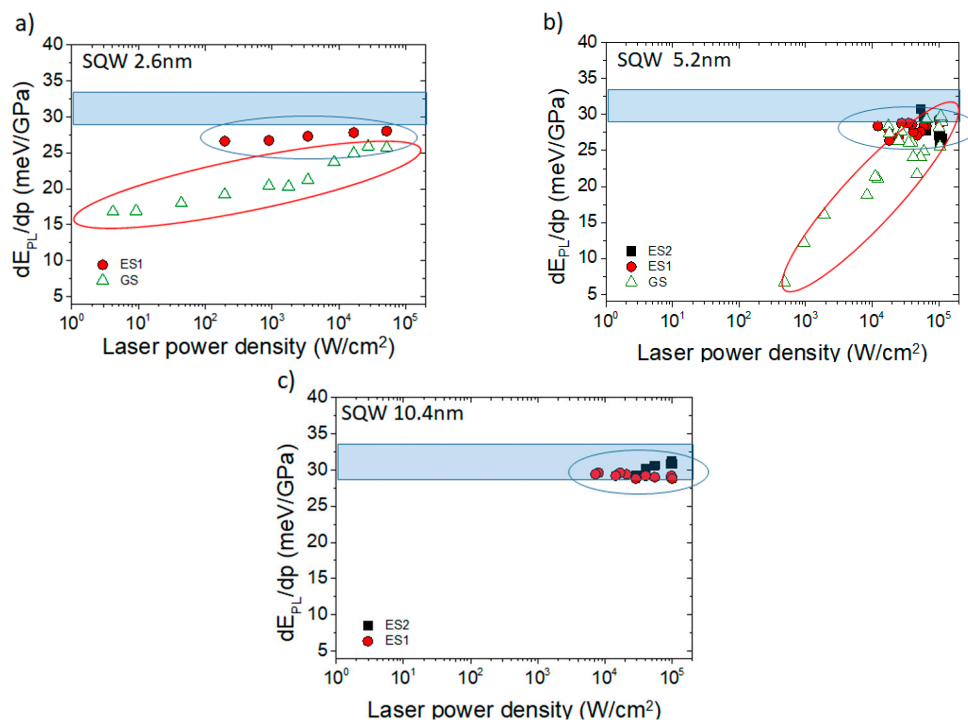 a)
SQW 2.6nm
dE_PL/dp (meV/GPa)
40
35
30
25
20
15
10
5
ES1
GS
10^0 10^1 10^2 10^3 10^4 10^5
Laser power density (W/cm²)
b)
SQW 5.2nm
dE_PL/dp (meV/GPa)
40
35
30
25
20
15
10
5
ES2
ES1
GS
10^0 10^1 10^2 10^3 10^4 10^5
Laser power density (W/cm²)
c)
SQW 10.4nm
dE_PL/dp (meV/GPa)
40
35
30
25
20
15
10
5
ES2
ES1
10^0 10^1 10^2 10^3 10^4 10^5
Laser power density (W/cm²)